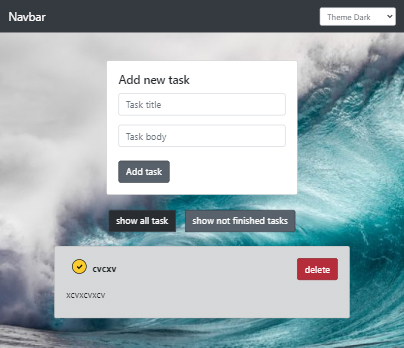 Navbar
Theme Dark
Add new task
Task title
Task body
Add task
show all task
show not finished tasks
cvcxv
delete
xcvxcvxcv